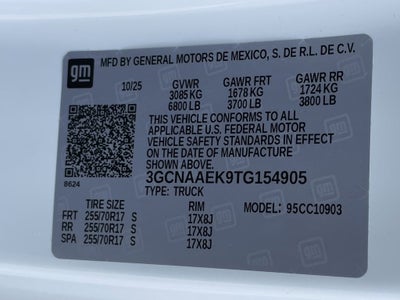 gm
MFD BY GENERAL MOTORS DE MEXICO, S. DE R.L. DE C.V.
10/25 GVWR GAWR FRT GAWR RR
3085 KG 1678 KG 1724 KG
6800 LB 3700 LB 3800 LB
THIS VEHICLE CONFORMS TO ALL
APPLICABLE U.S. FEDERAL MOTOR
VEHICLE SAFETY STANDARDS IN EFFECT
ON THE DATE OF MANUFACTURE
SHOWN ABOVE.
8624
3GCNAAEK9TG154905
TYPE: TRUCK
TIRE SIZE RIM MODEL: 95CC10903
FRT 255/70R17 S 17X8J
RR 255/70R17 S 17X8J
SPA 255/70R17 S 17X8J